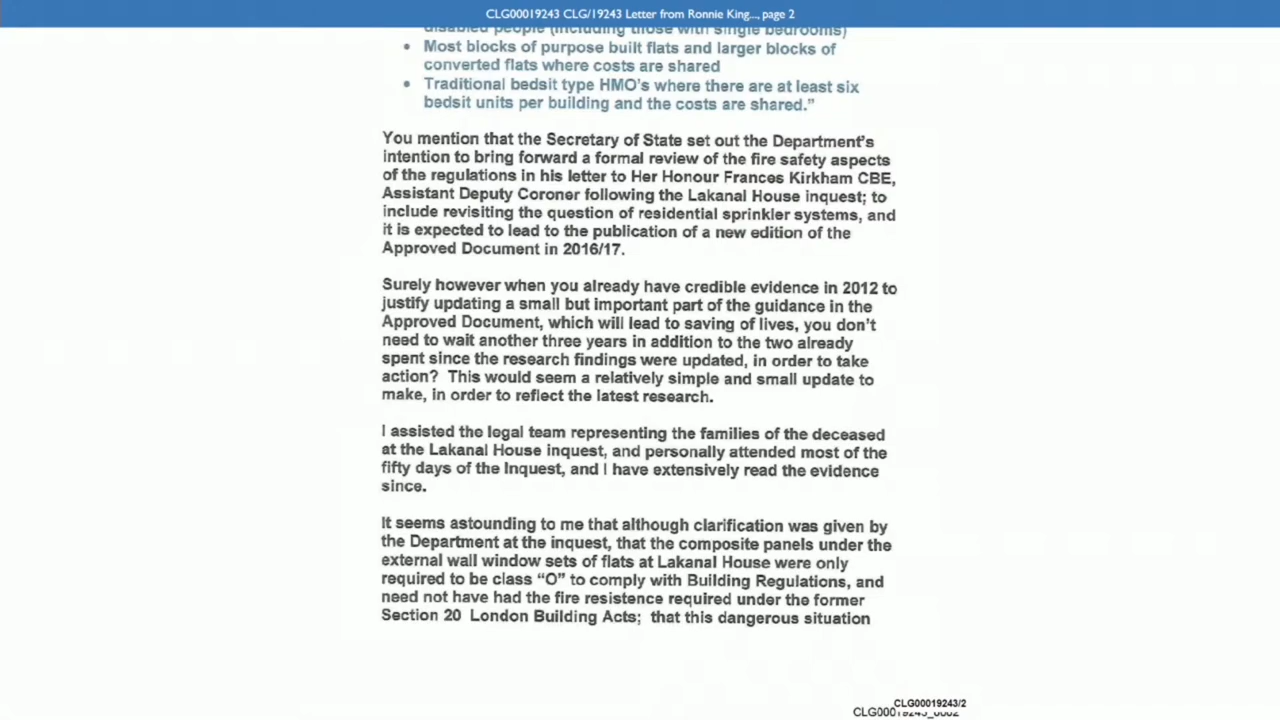 CLG00019243 CLG/19243 Letter from Ronnie King..., page 2
disabled people (including those with single bedrooms)
• Most blocks of purpose built flats and larger blocks of
converted flats where costs are shared
• Traditional bedsit type HMO's where there are at least six
bedsit units per building and the costs are shared."
You mention that the Secretary of State set out the Department's
intention to bring forward a formal review of the fire safety aspects
of the regulations in his letter to Her Honour Frances Kirkham CBE,
Assistant Deputy Coroner following the Lakanal House inquest; to
include revisiting the question of residential sprinkler systems, and
it is expected to lead to the publication of a new edition of the
Approved Document in 2016/17.
Surely however when you already have credible evidence in 2012 to
justify updating a small but important part of the guidance in the
Approved Document, which will lead to saving of lives, you don't
need to wait another three years in addition to the two already
spent since the research findings were updated, in order to take
action? This would seem a relatively simple and small update to
make, in order to reflect the latest research.
I assisted the legal team representing the families of the deceased
at the Lakanal House inquest, and personally attended most of the
fifty days of the Inquest, and I have extensively read the evidence
since.
It seems astounding to me that although clarification was given by
the Department at the inquest, that the composite panels under the
external wall window sets of flats at Lakanal House were only
required to be class "O" to comply with Building Regulations, and
need not have had the fire resistence required under the former
Section 20 London Building Acts; that this dangerous situation
CLG00019243/2
CLG00019243_0002